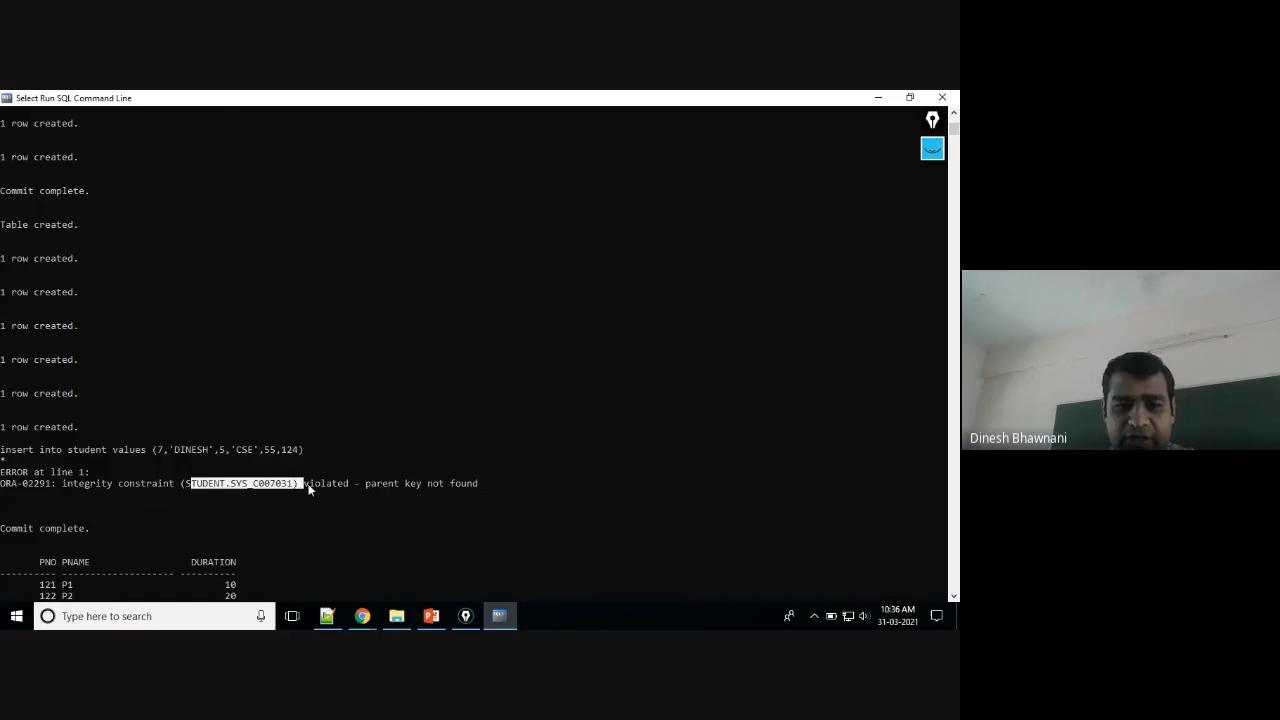 Select Run SQL Command Line
1 row created.
1 row created.
Commit complete.
Table created.
1 row created.
1 row created.
1 row created.
1 row created.
1 row created.
1 row created.
insert into student values (7,'DINESH',5,'CSE',55,124)
*
ERROR at line 1:
ORA-02291: integrity constraint (STUDENT.SYS_C007031) violated - parent key not found
Commit complete.
PNO PNAME DURATION
---------- -------------------- ----------
121 P1 10
122 P2 20
Dinesh Bhawnani
Type here to search
10:36 AM
31-03-2021